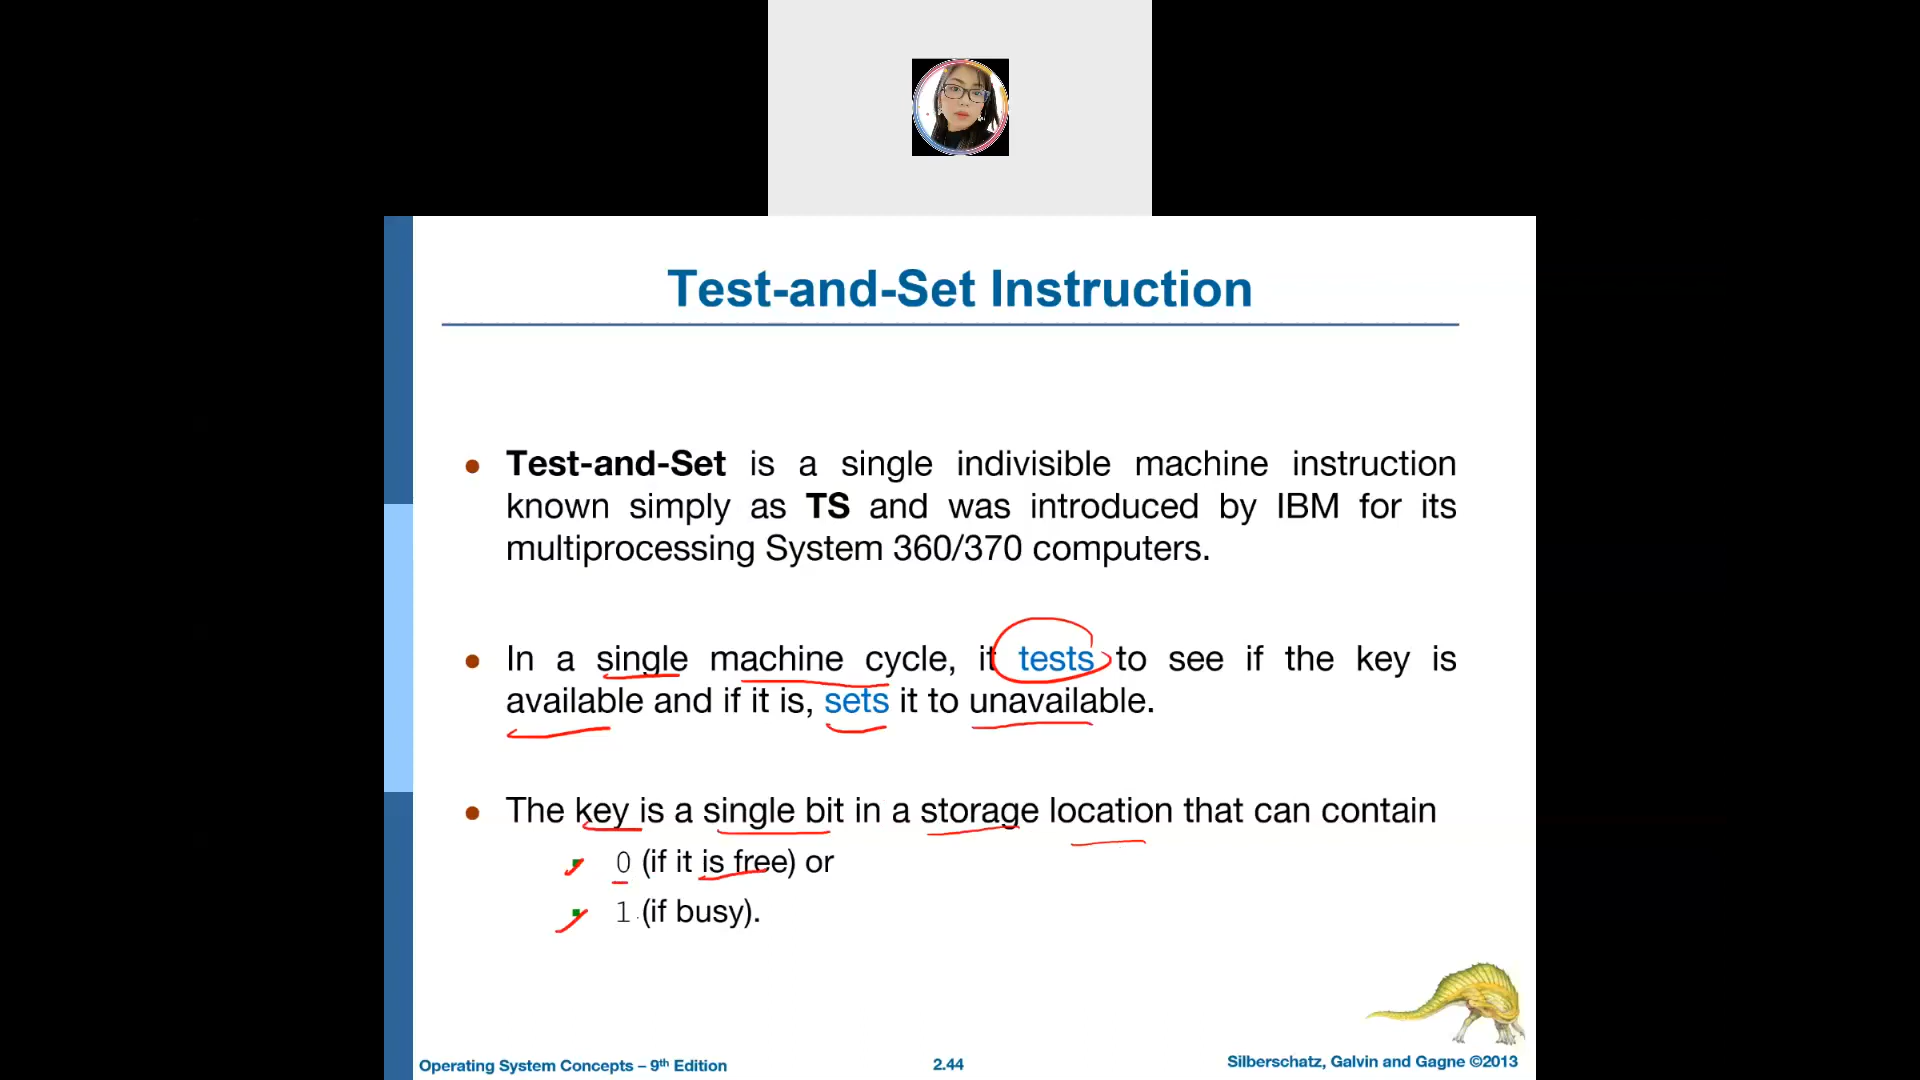 Test-and-Set Instruction
Test-and-Set is a single indivisible machine instruction
known simply as TS and was introduced by IBM for its
multiprocessing System 360/370 computers.
In a single machine cycle, it tests to see if the key is
available and if it is, sets it to unavailable.
The key is a single bit in a storage location that can contain
0 (if it is free) or
1 (if busy).
Operating System Concepts – 9th Edition
2.44
Silberschatz, Galvin and Gagne ©2013